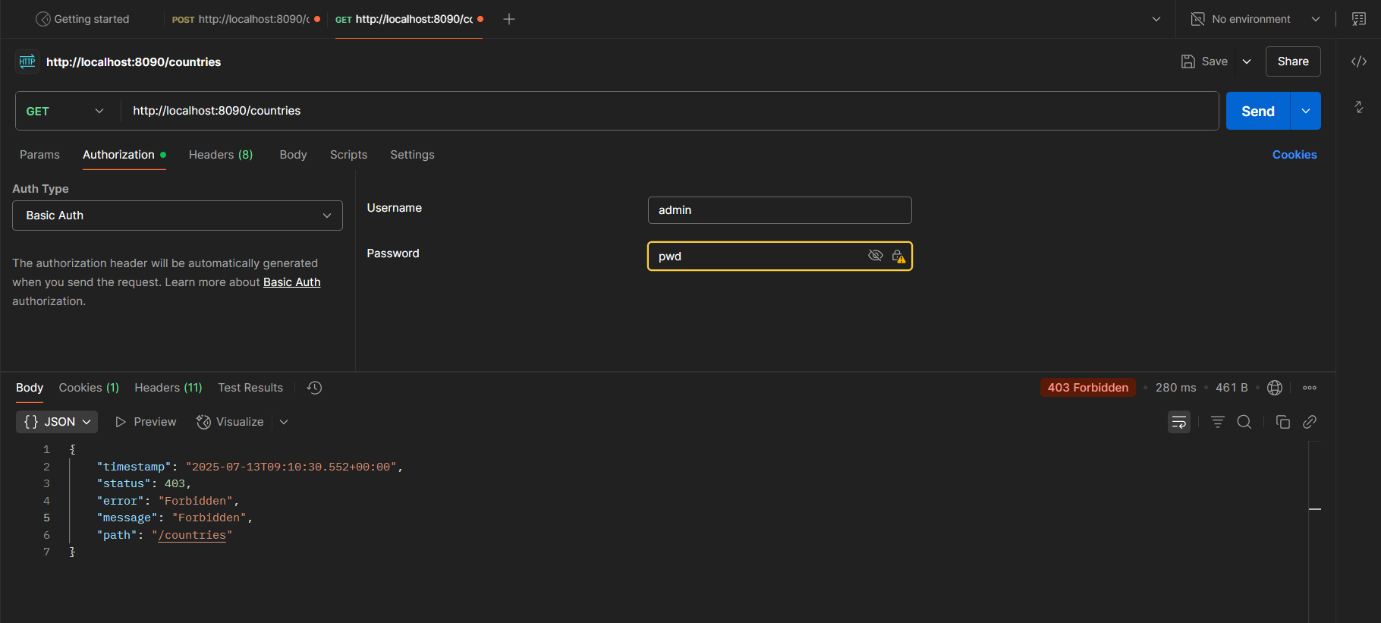 Getting started
POST http://localhost:8090/c
GET http://localhost:8090/cc
No environment
HTTP http://localhost:8090/countries
Save
Share
GET http://localhost:8090/countries
Send
Params Authorization Headers (8) Body Scripts Settings
Cookies
Auth Type
Basic Auth
The authorization header will be automatically generated
when you send the request. Learn more about Basic Auth
authorization.
Username admin
Password pwd
Body Cookies (1) Headers (11) Test Results
403 Forbidden • 280 ms • 461 B
{} JSON Preview Visualize
1 {
2 "timestamp": "2025-07-13T09:10:30.552+00:00",
3 "status": 403,
4 "error": "Forbidden",
5 "message": "Forbidden",
6 "path": "/countries"
7 }